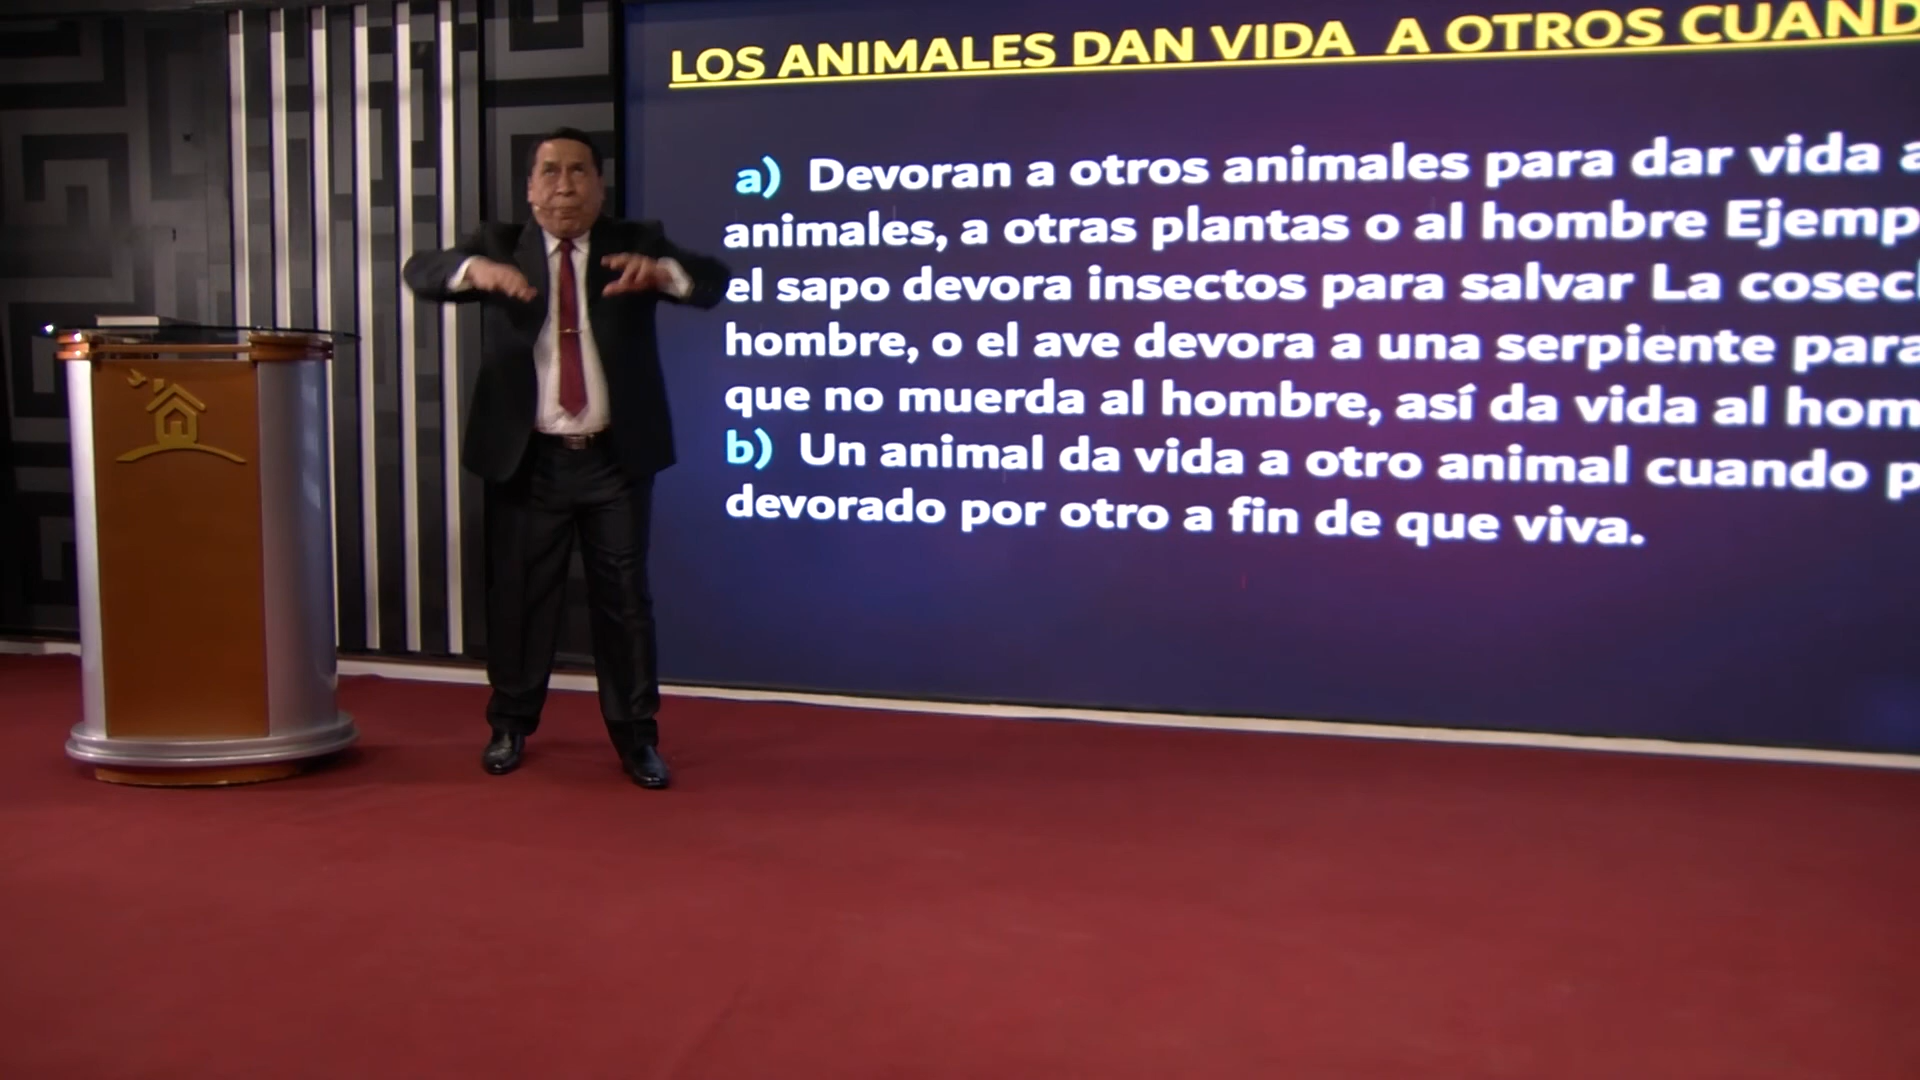 LOS ANIMALES DAN VIDA A OTROS CUAND
a) Devoran a otros animales para dar vida a
animales, a otras plantas o al hombre Ejemp
el sapo devora insectos para salvar La cosec
hombre, o el ave devora a una serpiente para
que no muerda al hombre, así da vida al hom
b) Un animal da vida a otro animal cuando p
devorado por otro a fin de que viva.